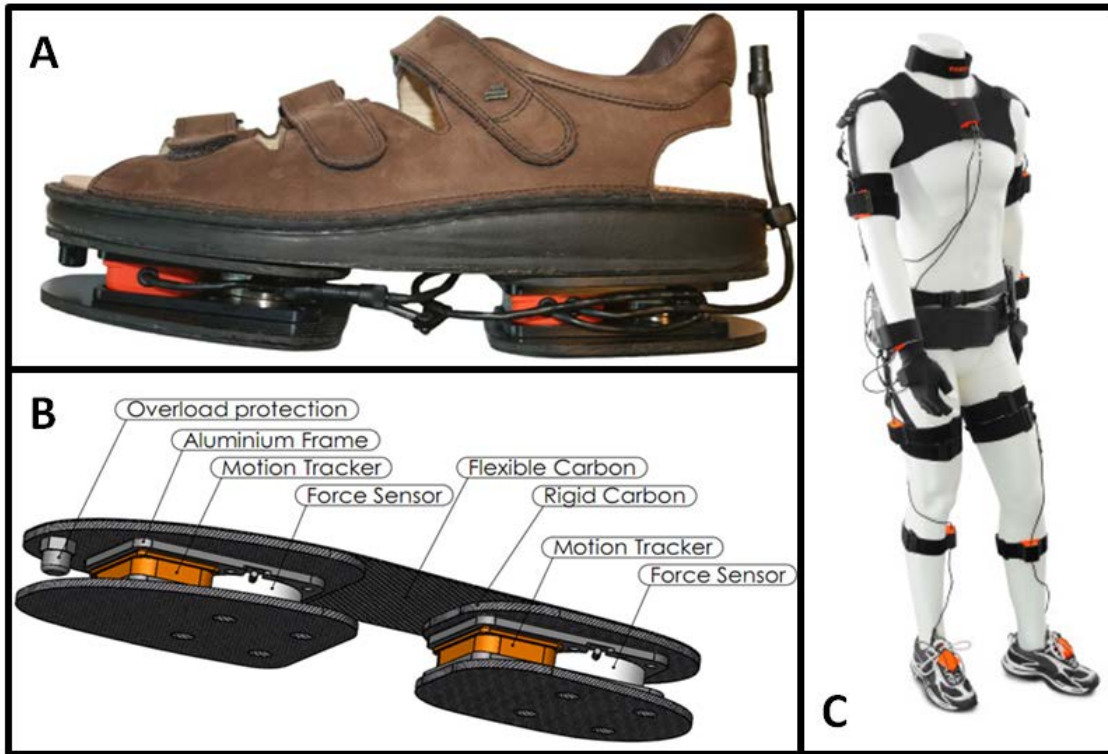 A
B
Overload protection
Aluminium Frame
Motion Tracker
Force Sensor
Flexible Carbon
Rigid Carbon
Motion Tracker
Force Sensor
C